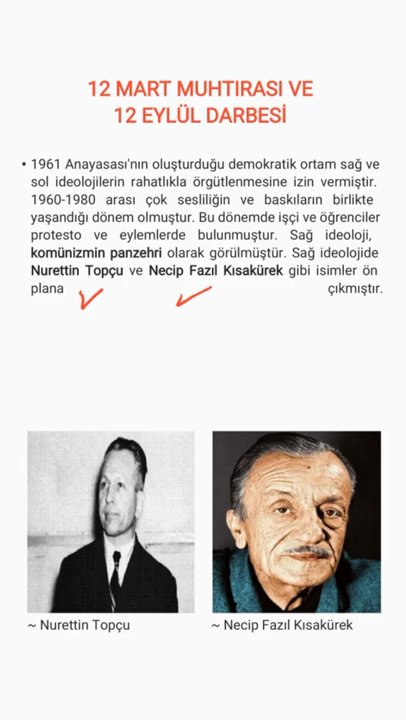 12 MART MUHTIRASI VE
12 EYLÜL DARBESİ
• 1961 Anayasası'nın oluşturduğu demokratik ortam sağ ve
sol ideolojilerin rahatlıkla örgütlenmesine izin vermiştir.
1960-1980 arası çok sesliliğin ve baskıların birlikte
yaşandığı dönem olmuştur. Bu dönemde işçi ve öğrenciler
protesto ve eylemlerde bulunmuştur. Sağ ideoloji,
komünizmin panzehri olarak görülmüştür. Sağ ideolojide
Nurettin Topçu ve Necip Fazıl Kısakürek gibi isimler ön
plana çıkmıştır.
~ Nurettin Topçu
~ Necip Fazıl Kısakürek